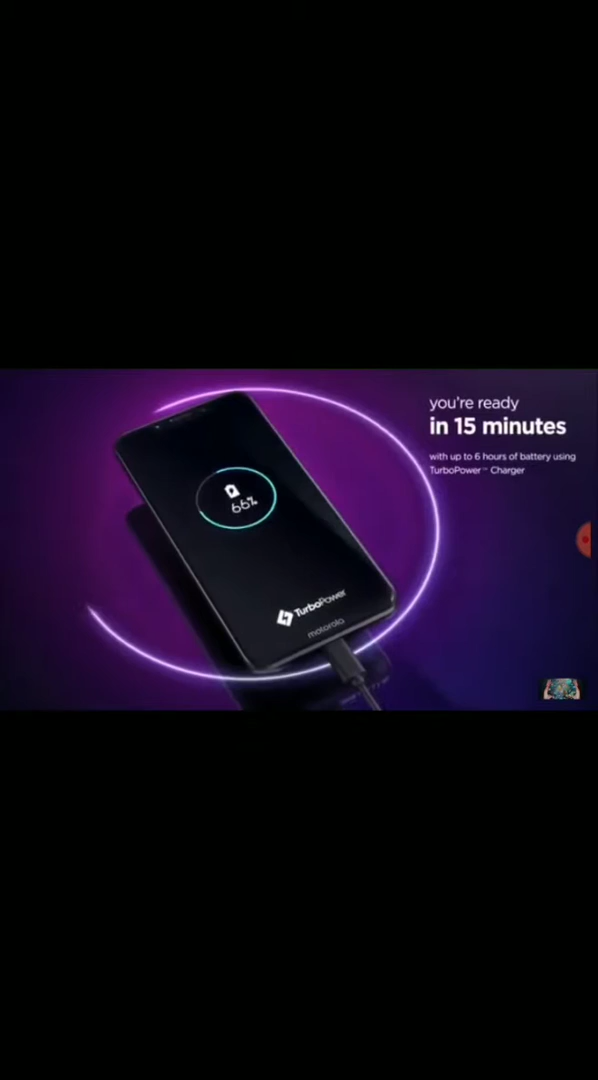 you're ready
in 15 minutes
with up to 6 hours of battery using
TurboPower™ Charger
66%
TurboPower
motorola